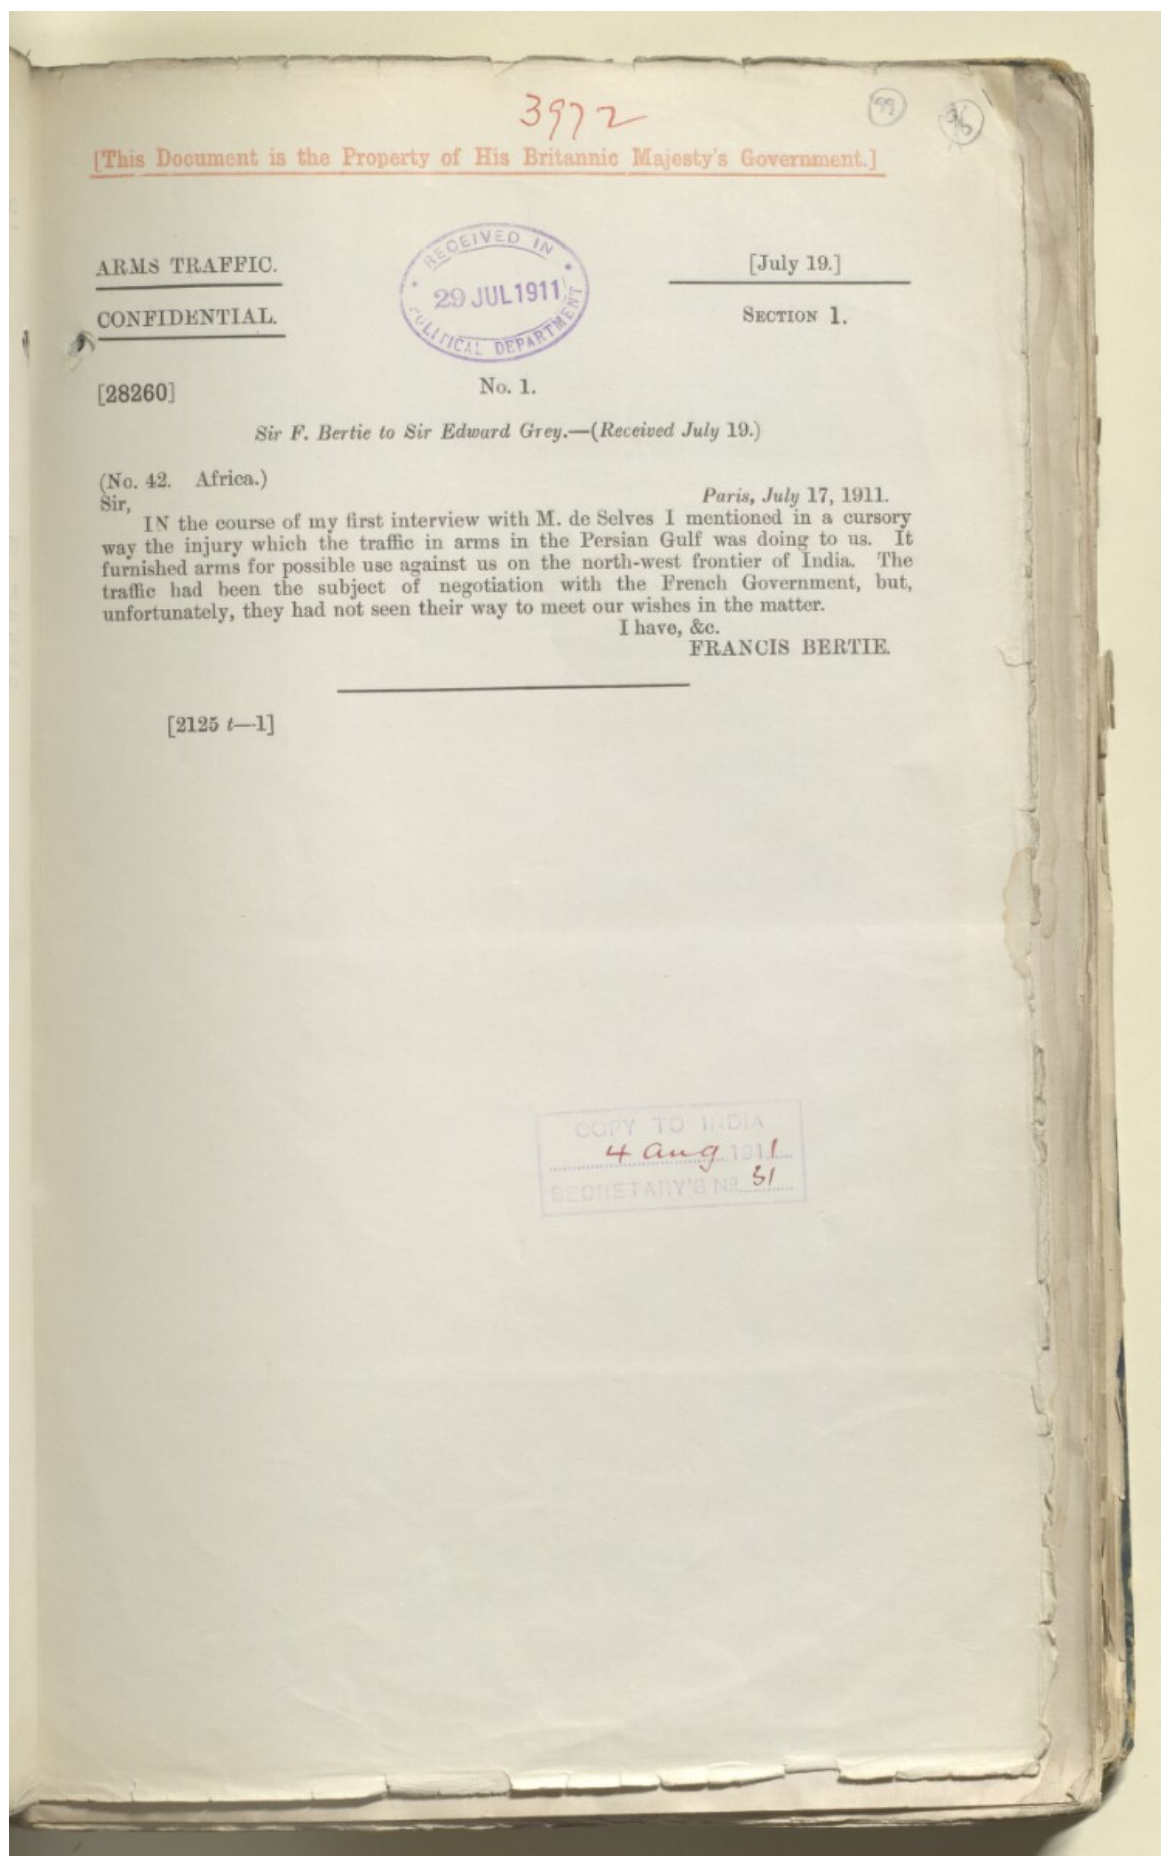 3972
99
96
[This Document is the Property of His Britannic Majesty's Government.]
ARMS TRAFFIC.
RECEIVED IN
29 JUL 1911
POLITICAL DEPARTMENT
[July 19.]
CONFIDENTIAL.
SECTION 1.
[28260]
No. 1.
Sir F. Bertie to Sir Edward Grey.—(Received July 19.)
(No. 42. Africa.)
Sir,
Paris, July 17, 1911.
IN the course of my first interview with M. de Selves I mentioned in a cursory
way the injury which the traffic in arms in the Persian Gulf was doing to us. It
furnished arms for possible use against us on the north-west frontier of India. The
traffic had been the subject of negotiation with the French Government, but,
unfortunately, they had not seen their way to meet our wishes in the matter.
I have, &c.
FRANCIS BERTIE.
[2125 t—1]
COPY TO INDIA
4 Aug 1911
SECRETARY'S No 31